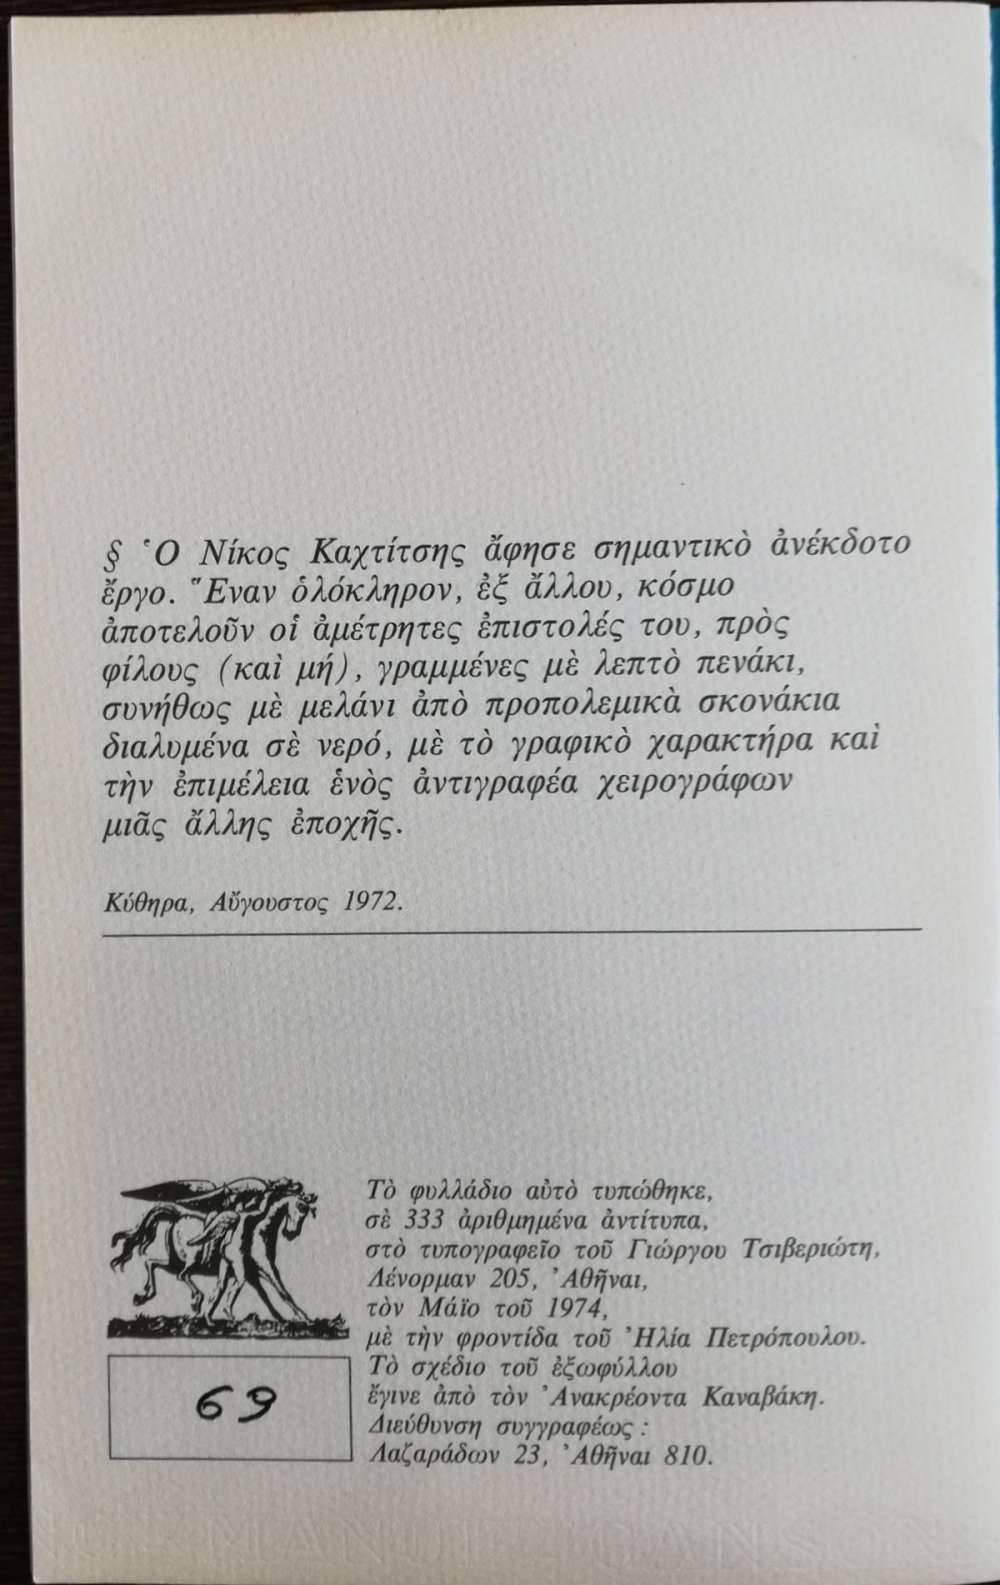 § Ὁ Νίκος Καχτίτσης ἄφησε σημαντικὸ ἀνέκδοτο
ἔργο. Ἕναν ὁλόκληρον, ἐξ ἄλλου, κόσμο
ἀποτελοῦν οἱ ἀμέτρητες ἐπιστολές του, πρὸς
φίλους (καὶ μή), γραμμένες μὲ λεπτὸ πενάκι,
συνήθως μὲ μελάνι ἀπὸ προπολεμικὰ σκονάκια
διαλυμένα σὲ νερό, μὲ τὸ γραφικὸ χαρακτήρα καὶ
τὴν ἐπιμέλεια ἑνὸς ἀντιγραφέα χειρογράφων
μιᾶς ἄλλης ἐποχῆς.
Κύθηρα, Αὔγουστος 1972.
Τὸ φυλλάδιο αὐτὸ τυπώθηκε,
σὲ 333 ἀριθμημένα ἀντίτυπα,
στὸ τυπογραφεῖο τοῦ Γιώργου Τσιβεριώτη,
Λένορμαν 205, Ἀθῆναι,
τὸν Μάϊο τοῦ 1974,
μὲ τὴν φροντίδα τοῦ Ἠλία Πετρόπουλου.
Τὸ σχέδιο τοῦ ἐξωφύλλου
ἔγινε ἀπὸ τὸν Ἀνακρέοντα Καναβάκη.
Διεύθυνση συγγραφέως:
Λαζαράδων 23, Ἀθῆναι 810.
69
CANSON